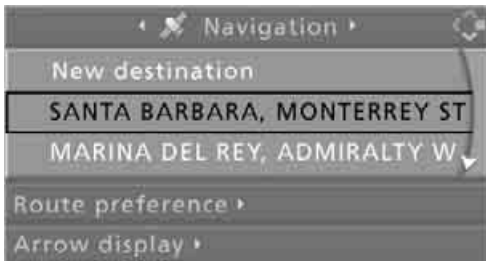 Navigation
New destination
SANTA BARBARA, MONTERREY ST
MARINA DEL REY, ADMIRALTY W
Route preference
Arrow display